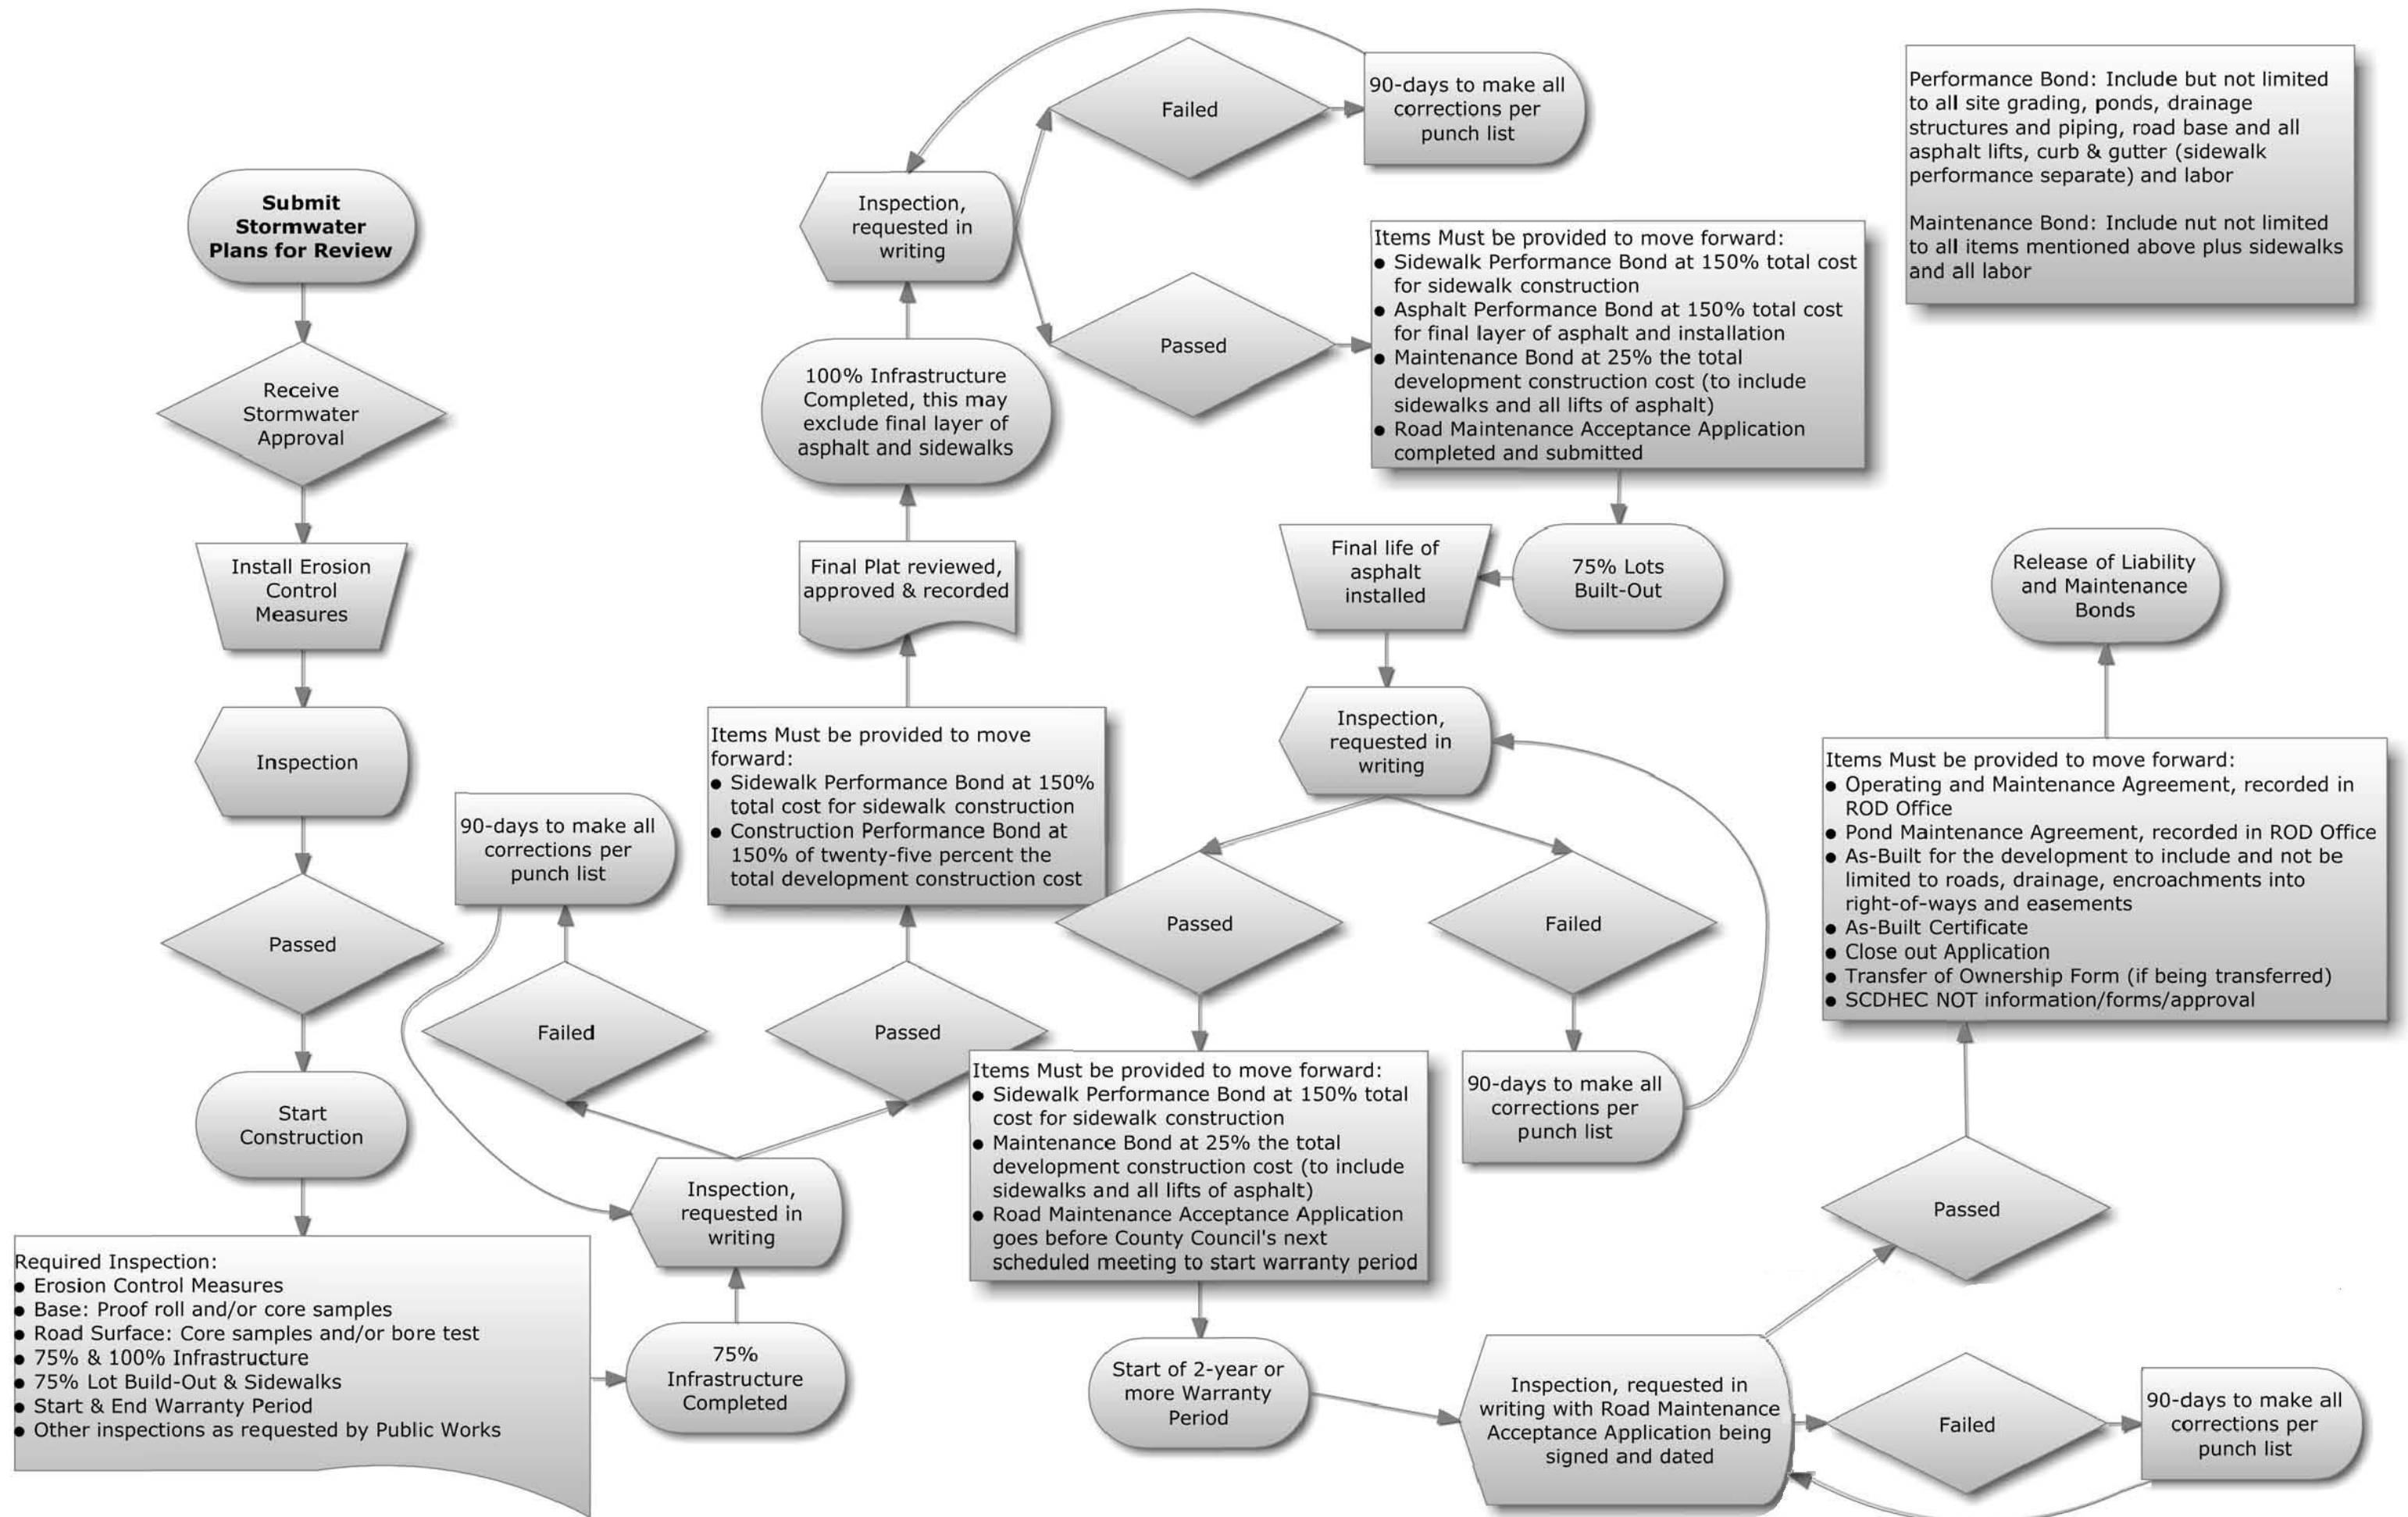 Submit
Stormwater
Plans for Review
Receive
Stormwater
Approval
Install Erosion
Control
Measures
Inspection
Passed
Start
Construction
Required Inspection:
● Erosion Control Measures
● Base: Proof roll and/or core samples
● Road Surface: Core samples and/or bore test
● 75% & 100% Infrastructure
● 75% Lot Build-Out & Sidewalks
● Start & End Warranty Period
● Other inspections as requested by Public Works
75%
Infrastructure
Completed
Inspection,
requested in
writing
Failed
90-days to make all
corrections per
punch list
Passed
Items Must be provided to move
forward:
● Sidewalk Performance Bond at 150%
total cost for sidewalk construction
● Construction Performance Bond at
150% of twenty-five percent the
total development construction cost
Final Plat reviewed,
approved & recorded
100% Infrastructure
Completed, this may
exclude final layer of
asphalt and sidewalks
Inspection,
requested in
writing
Failed
90-days to make all
corrections per
punch list
Passed
Items Must be provided to move forward:
● Sidewalk Performance Bond at 150% total cost
for sidewalk construction
● Asphalt Performance Bond at 150% total cost
for final layer of asphalt and installation
● Maintenance Bond at 25% the total
development construction cost (to include
sidewalks and all lifts of asphalt)
● Road Maintenance Acceptance Application
completed and submitted
75% Lots
Built-Out
Final life of
asphalt
installed
Inspection,
requested in
writing
Passed
Failed
90-days to make all
corrections per
punch list
Items Must be provided to move forward:
● Sidewalk Performance Bond at 150% total
cost for sidewalk construction
● Maintenance Bond at 25% the total
development construction cost (to include
sidewalks and all lifts of asphalt)
● Road Maintenance Acceptance Application
goes before County Council's next
scheduled meeting to start warranty period
Start of 2-year or
more Warranty
Period
Inspection, requested in
writing with Road Maintenance
Acceptance Application being
signed and dated
Failed
90-days to make all
corrections per
punch list
Passed
Items Must be provided to move forward:
● Operating and Maintenance Agreement, recorded in
ROD Office
● Pond Maintenance Agreement, recorded in ROD Office
● As-Built for the development to include and not be
limited to roads, drainage, encroachments into
right-of-ways and easements
● As-Built Certificate
● Close out Application
● Transfer of Ownership Form (if being transferred)
● SCDHEC NOT information/forms/approval
Release of Liability
and Maintenance
Bonds
Performance Bond: Include but not limited
to all site grading, ponds, drainage
structures and piping, road base and all
asphalt lifts, curb & gutter (sidewalk
performance separate) and labor
Maintenance Bond: Include nut not limited
to all items mentioned above plus sidewalks
and all labor